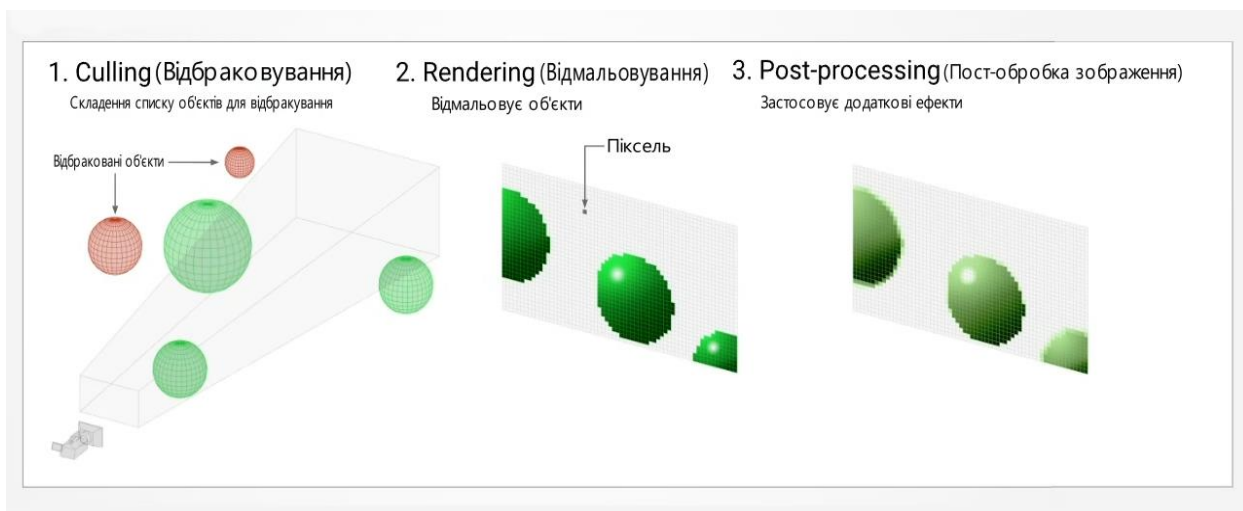 1. Culling (Відбраковування)
Складення списку об'єктів для відбракування
Відбраковані об'єкти
2. Rendering (Відмальовування)
Відмальовує об'єкти
Піксель
3. Post-processing (Пост-обробка зображення)
Застосовує додаткові ефекти